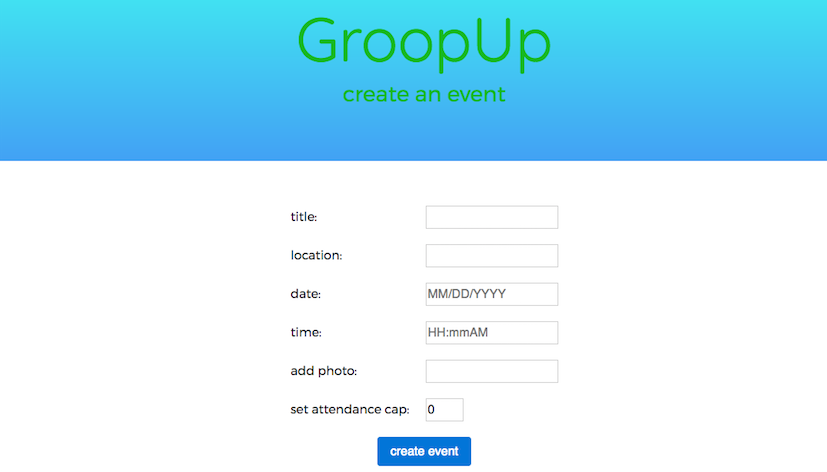 GroopUp
create an event
title:
location:
date: MM/DD/YYYY
time: HH:mmAM
add photo:
set attendance cap: 0
create event